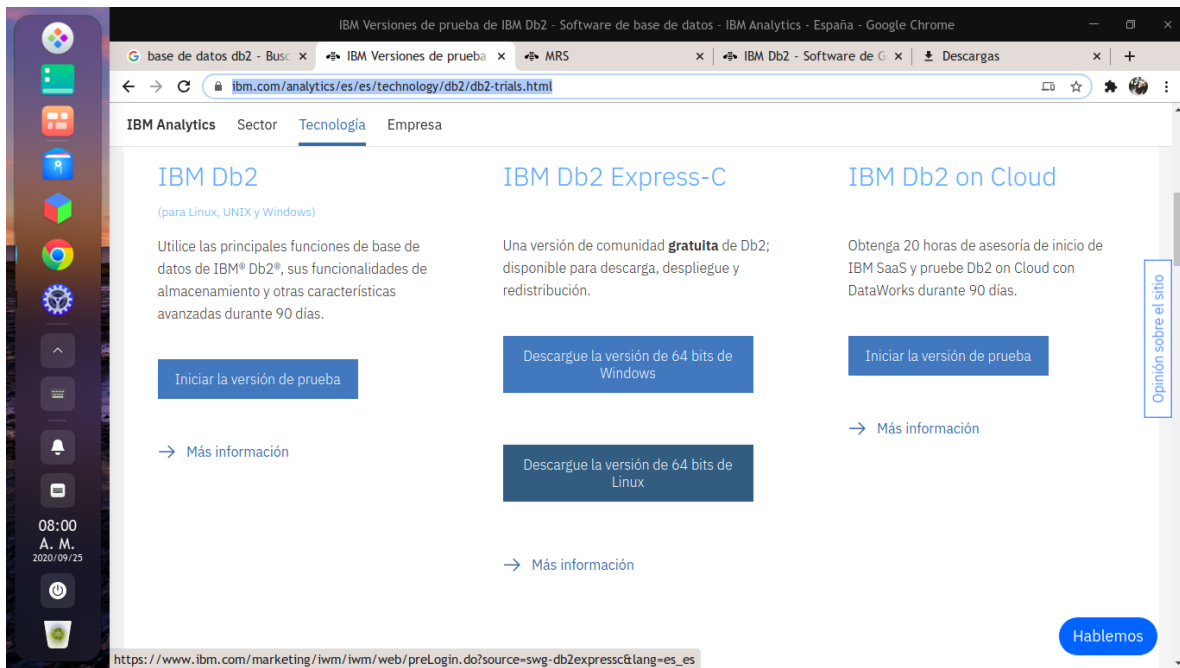 IBM Versiones de prueba de IBM Db2 - Software de base de datos - IBM Analytics - España - Google Chrome
base de datos db2 - Busc
IBM Versiones de prueba
MRS
IBM Db2 - Software de G
Descargas
ibm.com/analytics/es/es/technology/db2/db2-trials.html
IBM Analytics
Sector
Tecnología
Empresa
IBM Db2
(para Linux, UNIX y Windows)
Utilice las principales funciones de base de
datos de IBM® Db2®, sus funcionalidades de
almacenamiento y otras características
avanzadas durante 90 días.
Iniciar la versión de prueba
Más información
IBM Db2 Express-C
Una versión de comunidad gratuita de Db2;
disponible para descarga, despliegue y
redistribución.
Descargue la versión de 64 bits de
Windows
Descargue la versión de 64 bits de
Linux
Más información
IBM Db2 on Cloud
Obtenga 20 horas de asesoría de inicio de
IBM SaaS y pruebe Db2 on Cloud con
DataWorks durante 90 días.
Iniciar la versión de prueba
Más información
Opinión sobre el sitio
Hablemos
08:00
A. M.
2020/09/25
https://www.ibm.com/marketing/iwm/iwm/web/preLogin.do?source=swg-db2expressc&lang=es_es